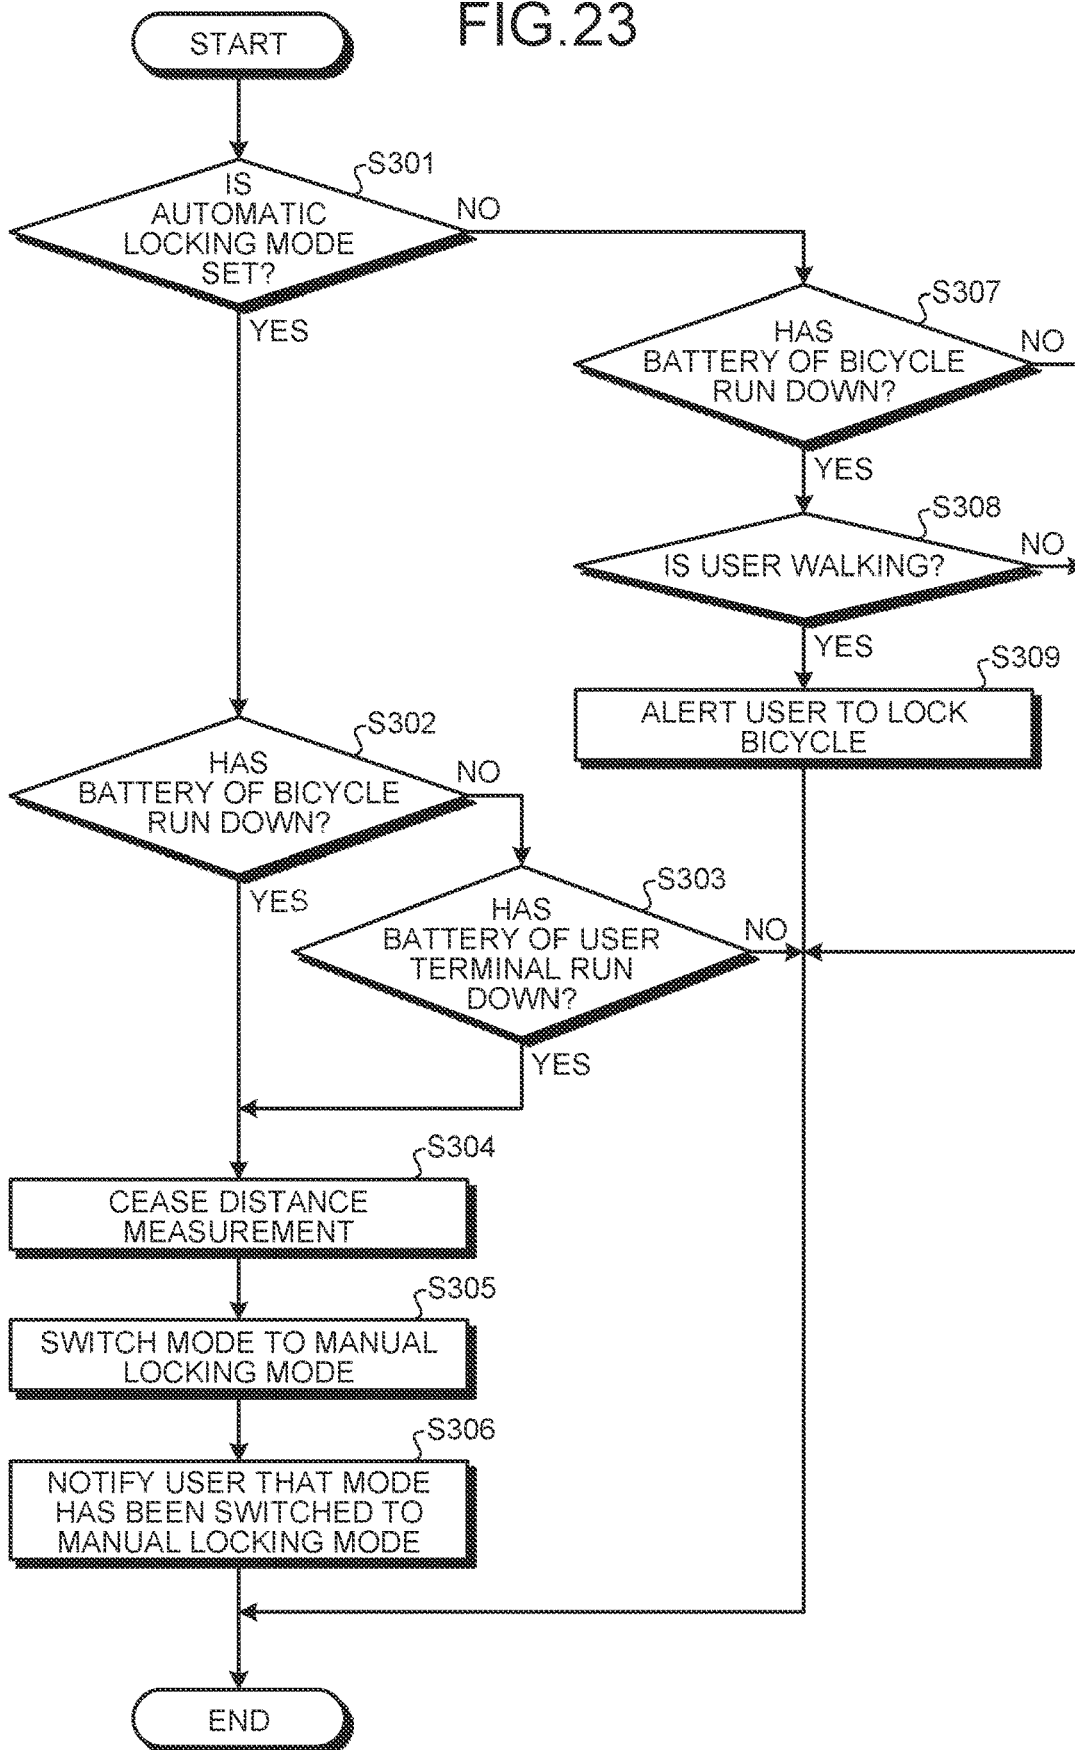 FIG.23
START
S301
IS
AUTOMATIC
LOCKING MODE
SET?
NO
YES
S307
HAS
BATTERY OF BICYCLE
RUN DOWN?
NO
YES
S308
IS USER WALKING?
NO
YES
S309
ALERT USER TO LOCK
BICYCLE
S302
HAS
BATTERY OF BICYCLE
RUN DOWN?
NO
YES
S303
HAS
BATTERY OF USER
TERMINAL RUN
DOWN?
NO
YES
S304
CEASE DISTANCE
MEASUREMENT
S305
SWITCH MODE TO MANUAL
LOCKING MODE
S306
NOTIFY USER THAT MODE
HAS BEEN SWITCHED TO
MANUAL LOCKING MODE
END